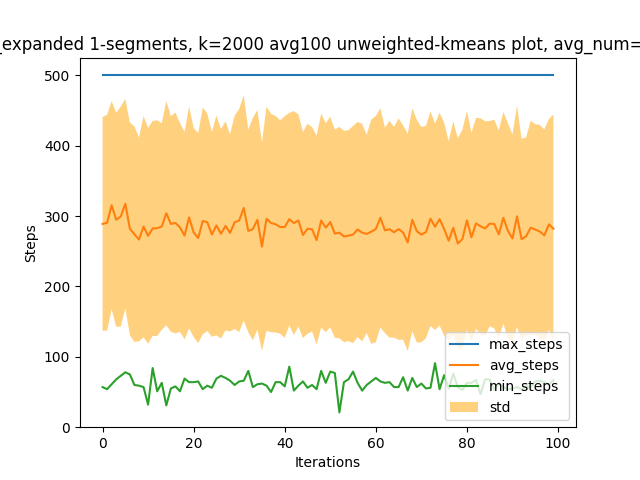 _expanded 1-segments, k=2000 avg100 unweighted-kmeans plot, avg_num=
500
400
300
200
100
0
Steps
0 20 40 60 80 100
Iterations
max_steps
avg_steps
min_steps
std